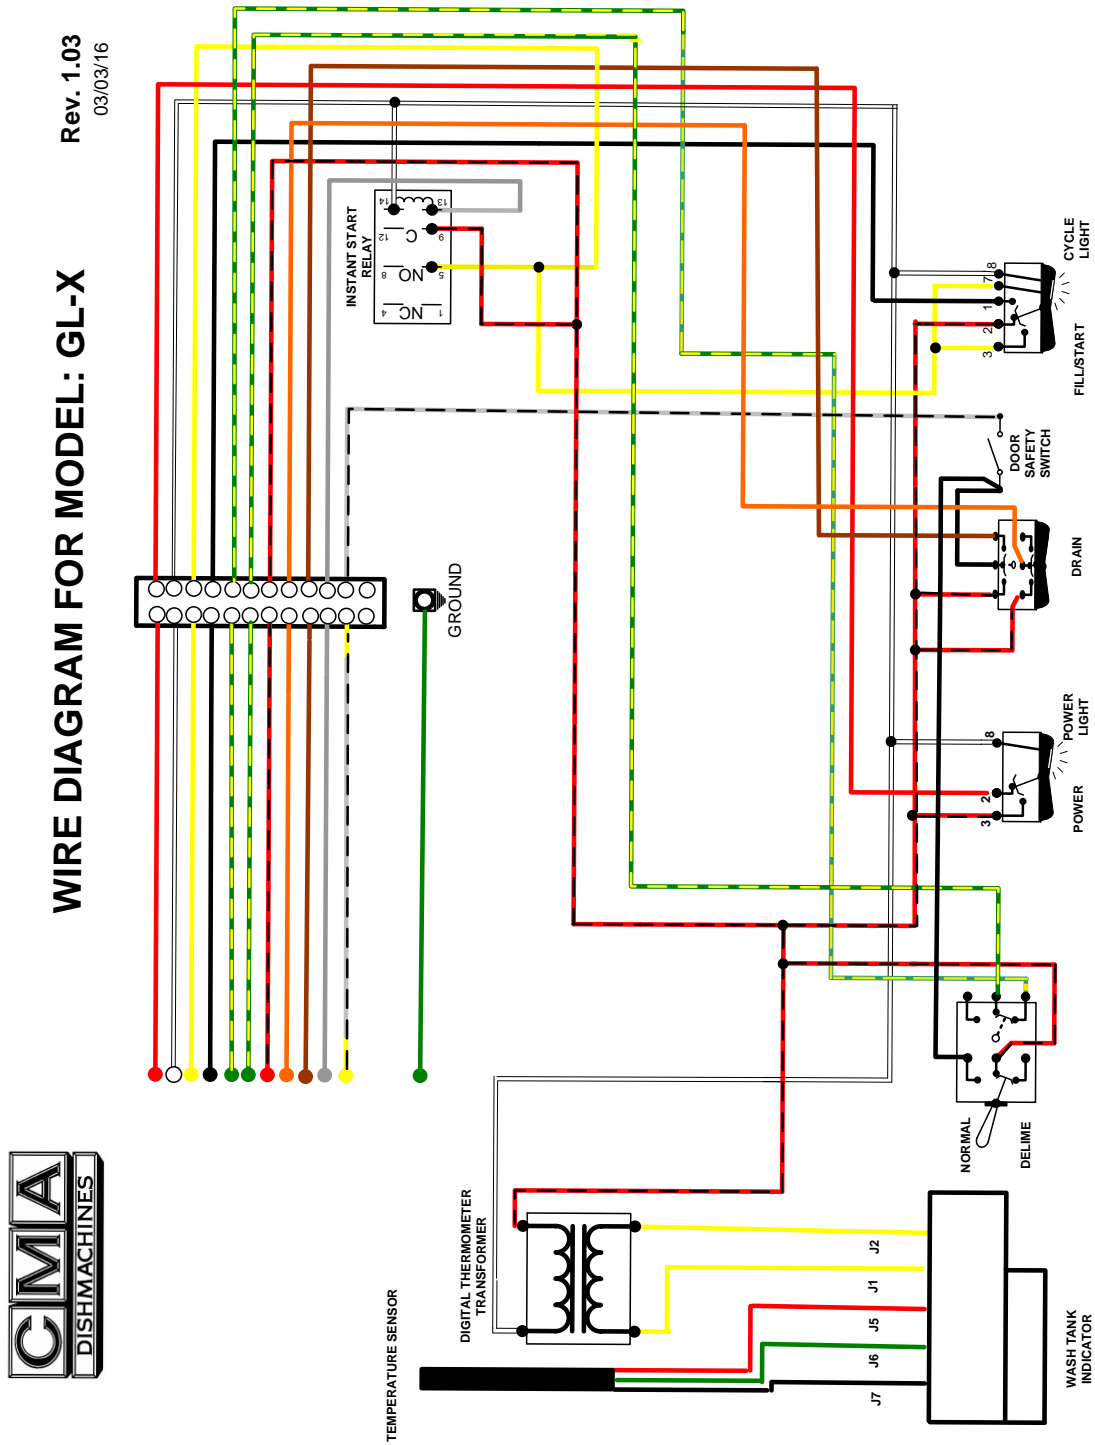 CMA
DISHMACHINES
WIRE DIAGRAM FOR MODEL: GL-X
Rev. 1.03
03/03/16
INSTANT START
RELAY
14
13
12
C
9
8
NO
5
4
NC
1
GROUND
CYCLE
LIGHT
FILL/START
8
7
1
2
3
DOOR
SAFETY
SWITCH
DRAIN
POWER
LIGHT
POWER
8
2
3
NORMAL
DELIME
DIGITAL THERMOMETER
TRANSFORMER
TEMPERATURE SENSOR
J2
J1
J5
J6
J7
WASH TANK
INDICATOR